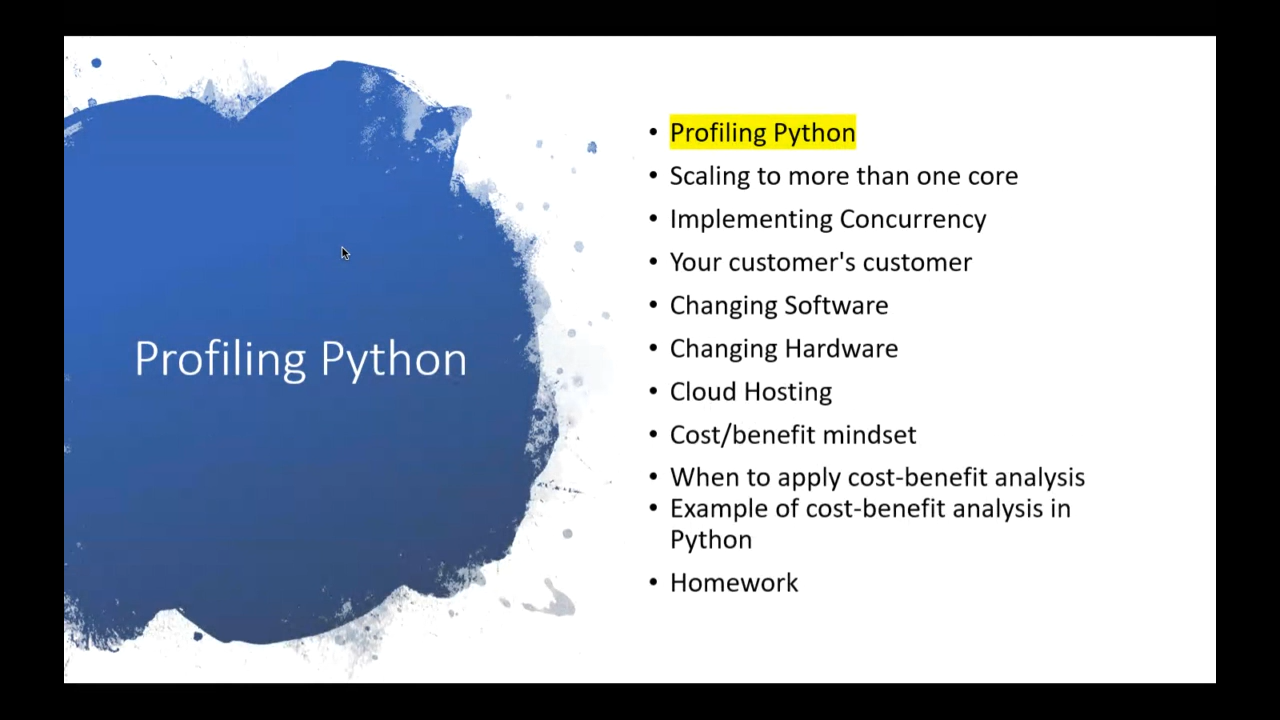 Profiling Python
• Profiling Python
• Scaling to more than one core
• Implementing Concurrency
• Your customer's customer
• Changing Software
• Changing Hardware
• Cloud Hosting
• Cost/benefit mindset
• When to apply cost-benefit analysis
• Example of cost-benefit analysis in
Python
• Homework